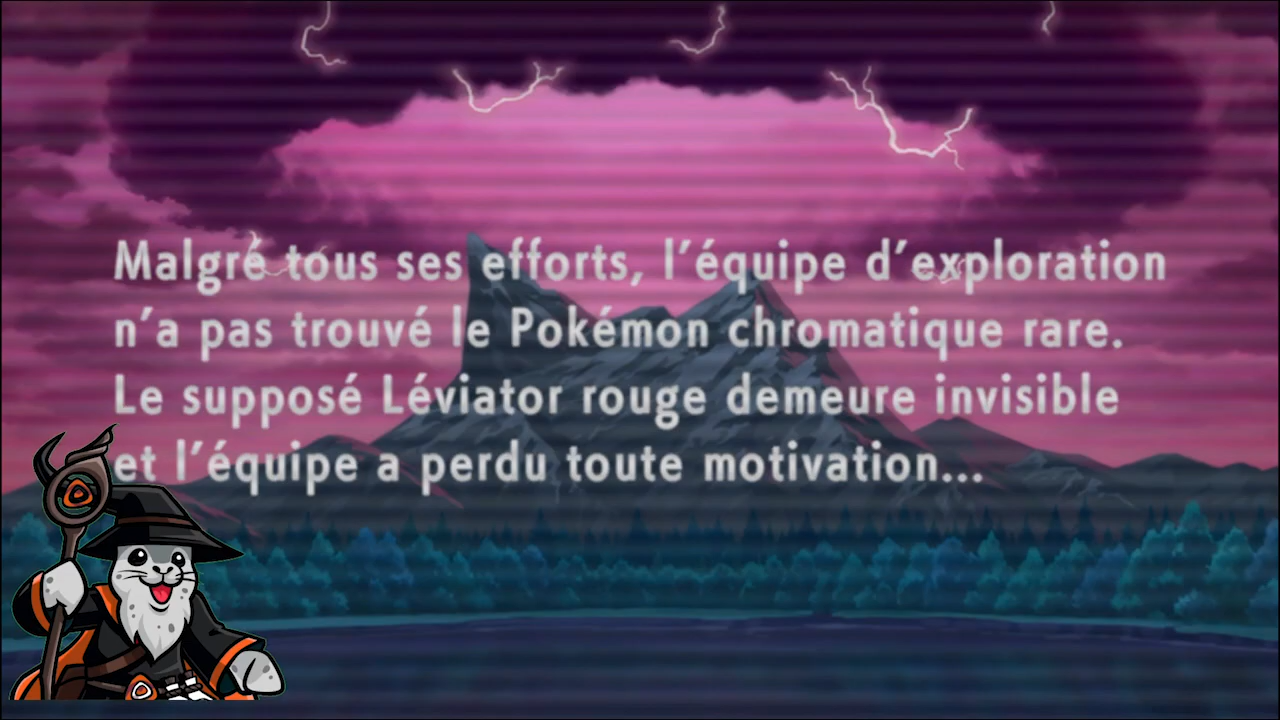 Malgré tous ses efforts, l’équipe d’exploration
n’a pas trouvé le Pokémon chromatique rare.
Le supposé Léviator rouge demeure invisible
et l’équipe a perdu toute motivation...